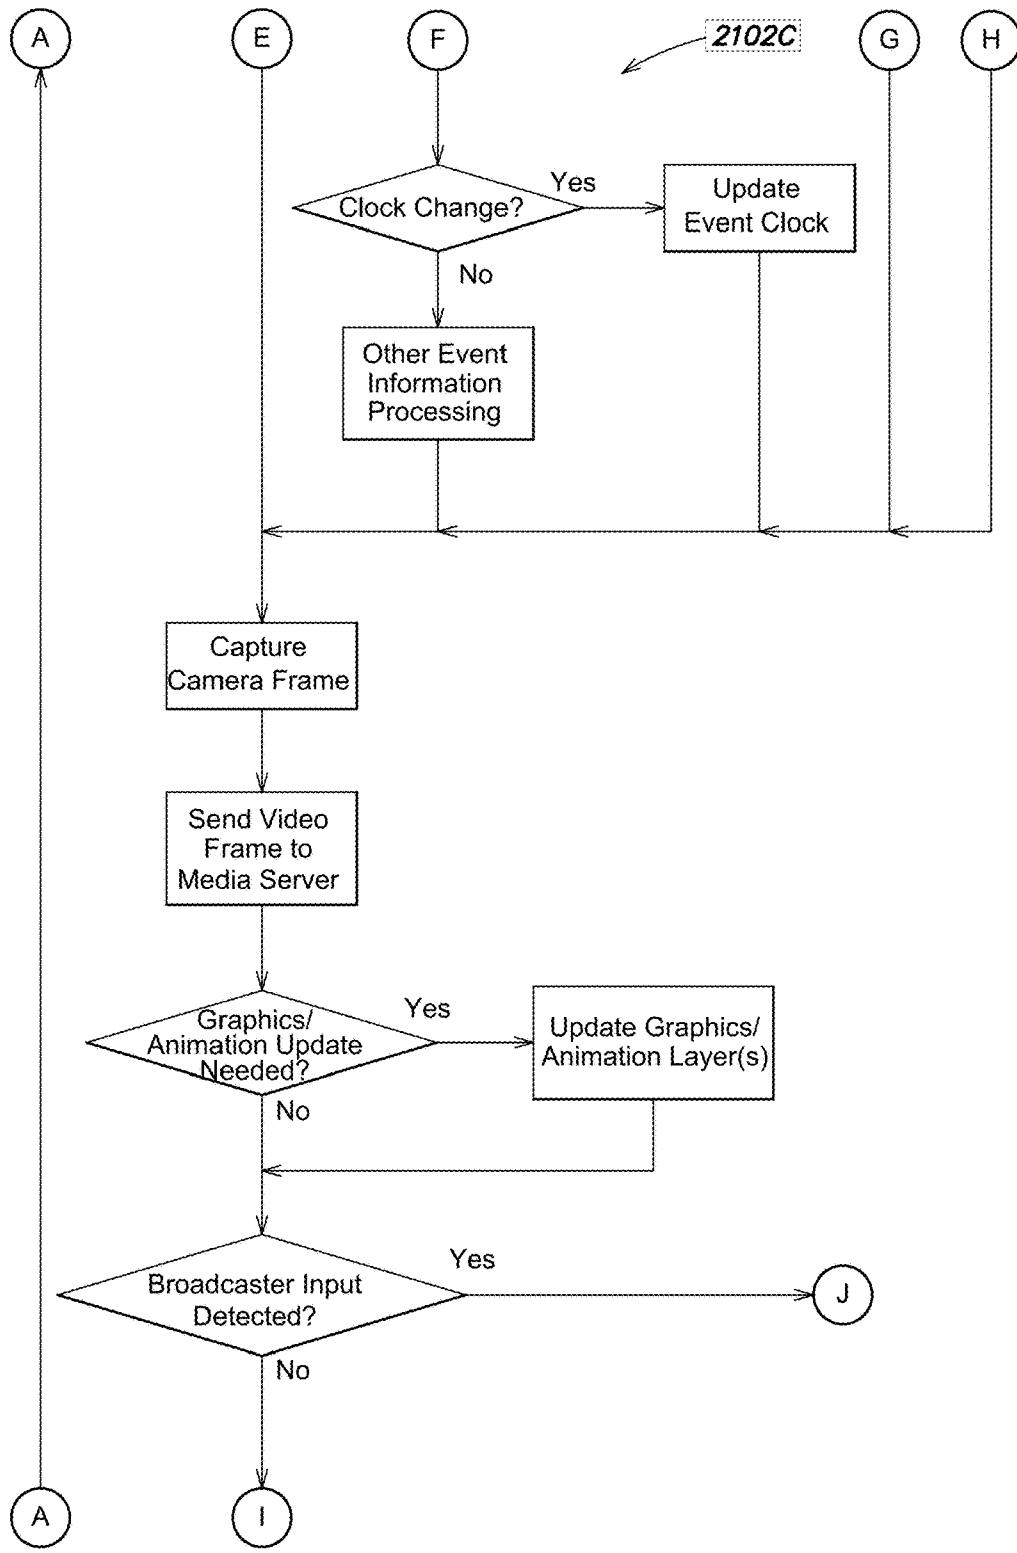 A
E
F
2102C
G
H
Clock Change?
Yes
Update
Event Clock
No
Other Event
Information
Processing
Capture
Camera Frame
Send Video
Frame to
Media Server
Graphics/
Animation Update
Needed?
Yes
Update Graphics/
Animation Layer(s)
No
Broadcaster Input
Detected?
Yes
J
No
A
I